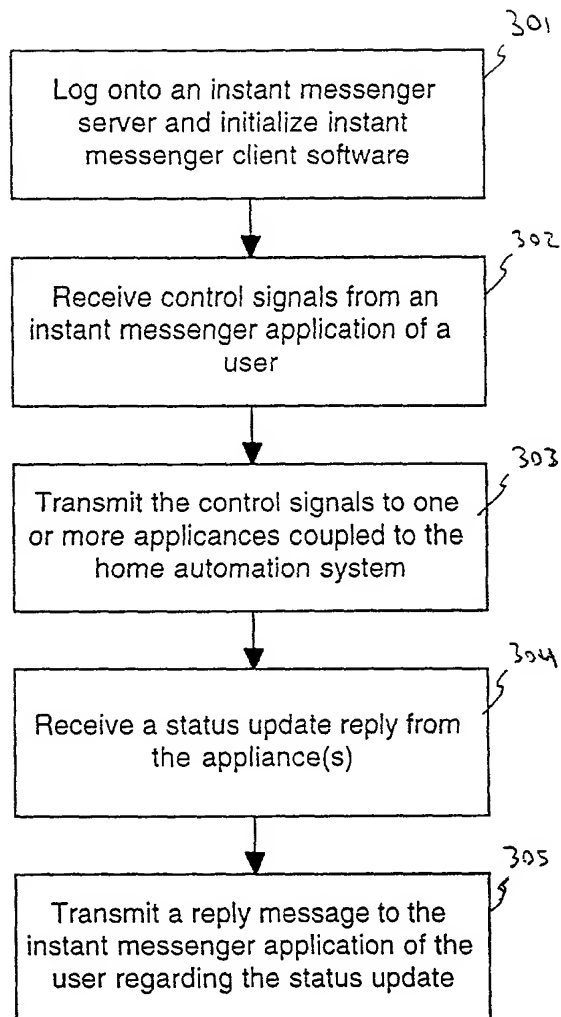 301
Log onto an instant messenger
server and initialize instant
messenger client software
302
Receive control signals from an
instant messenger application of a
user
303
Transmit the control signals to one
or more applicances coupled to the
home automation system
304
Receive a status update reply from
the appliance(s)
305
Transmit a reply message to the
instant messenger application of the
user regarding the status update